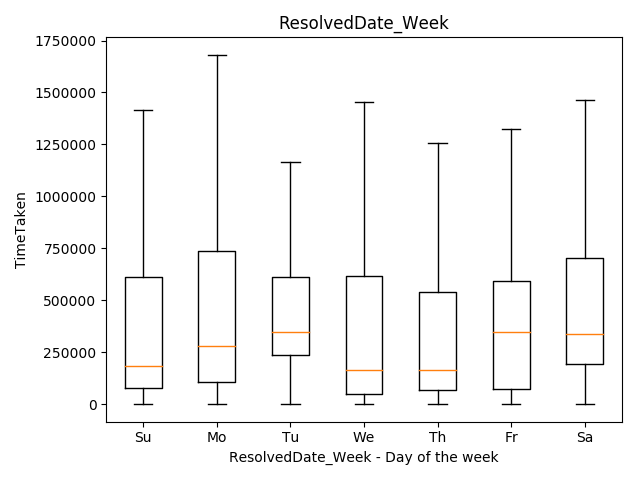 ResolvedDate_Week
1750000
1500000
1250000
1000000
750000
500000
250000
0
TimeTaken
Su Mo Tu We Th Fr Sa
ResolvedDate_Week - Day of the week